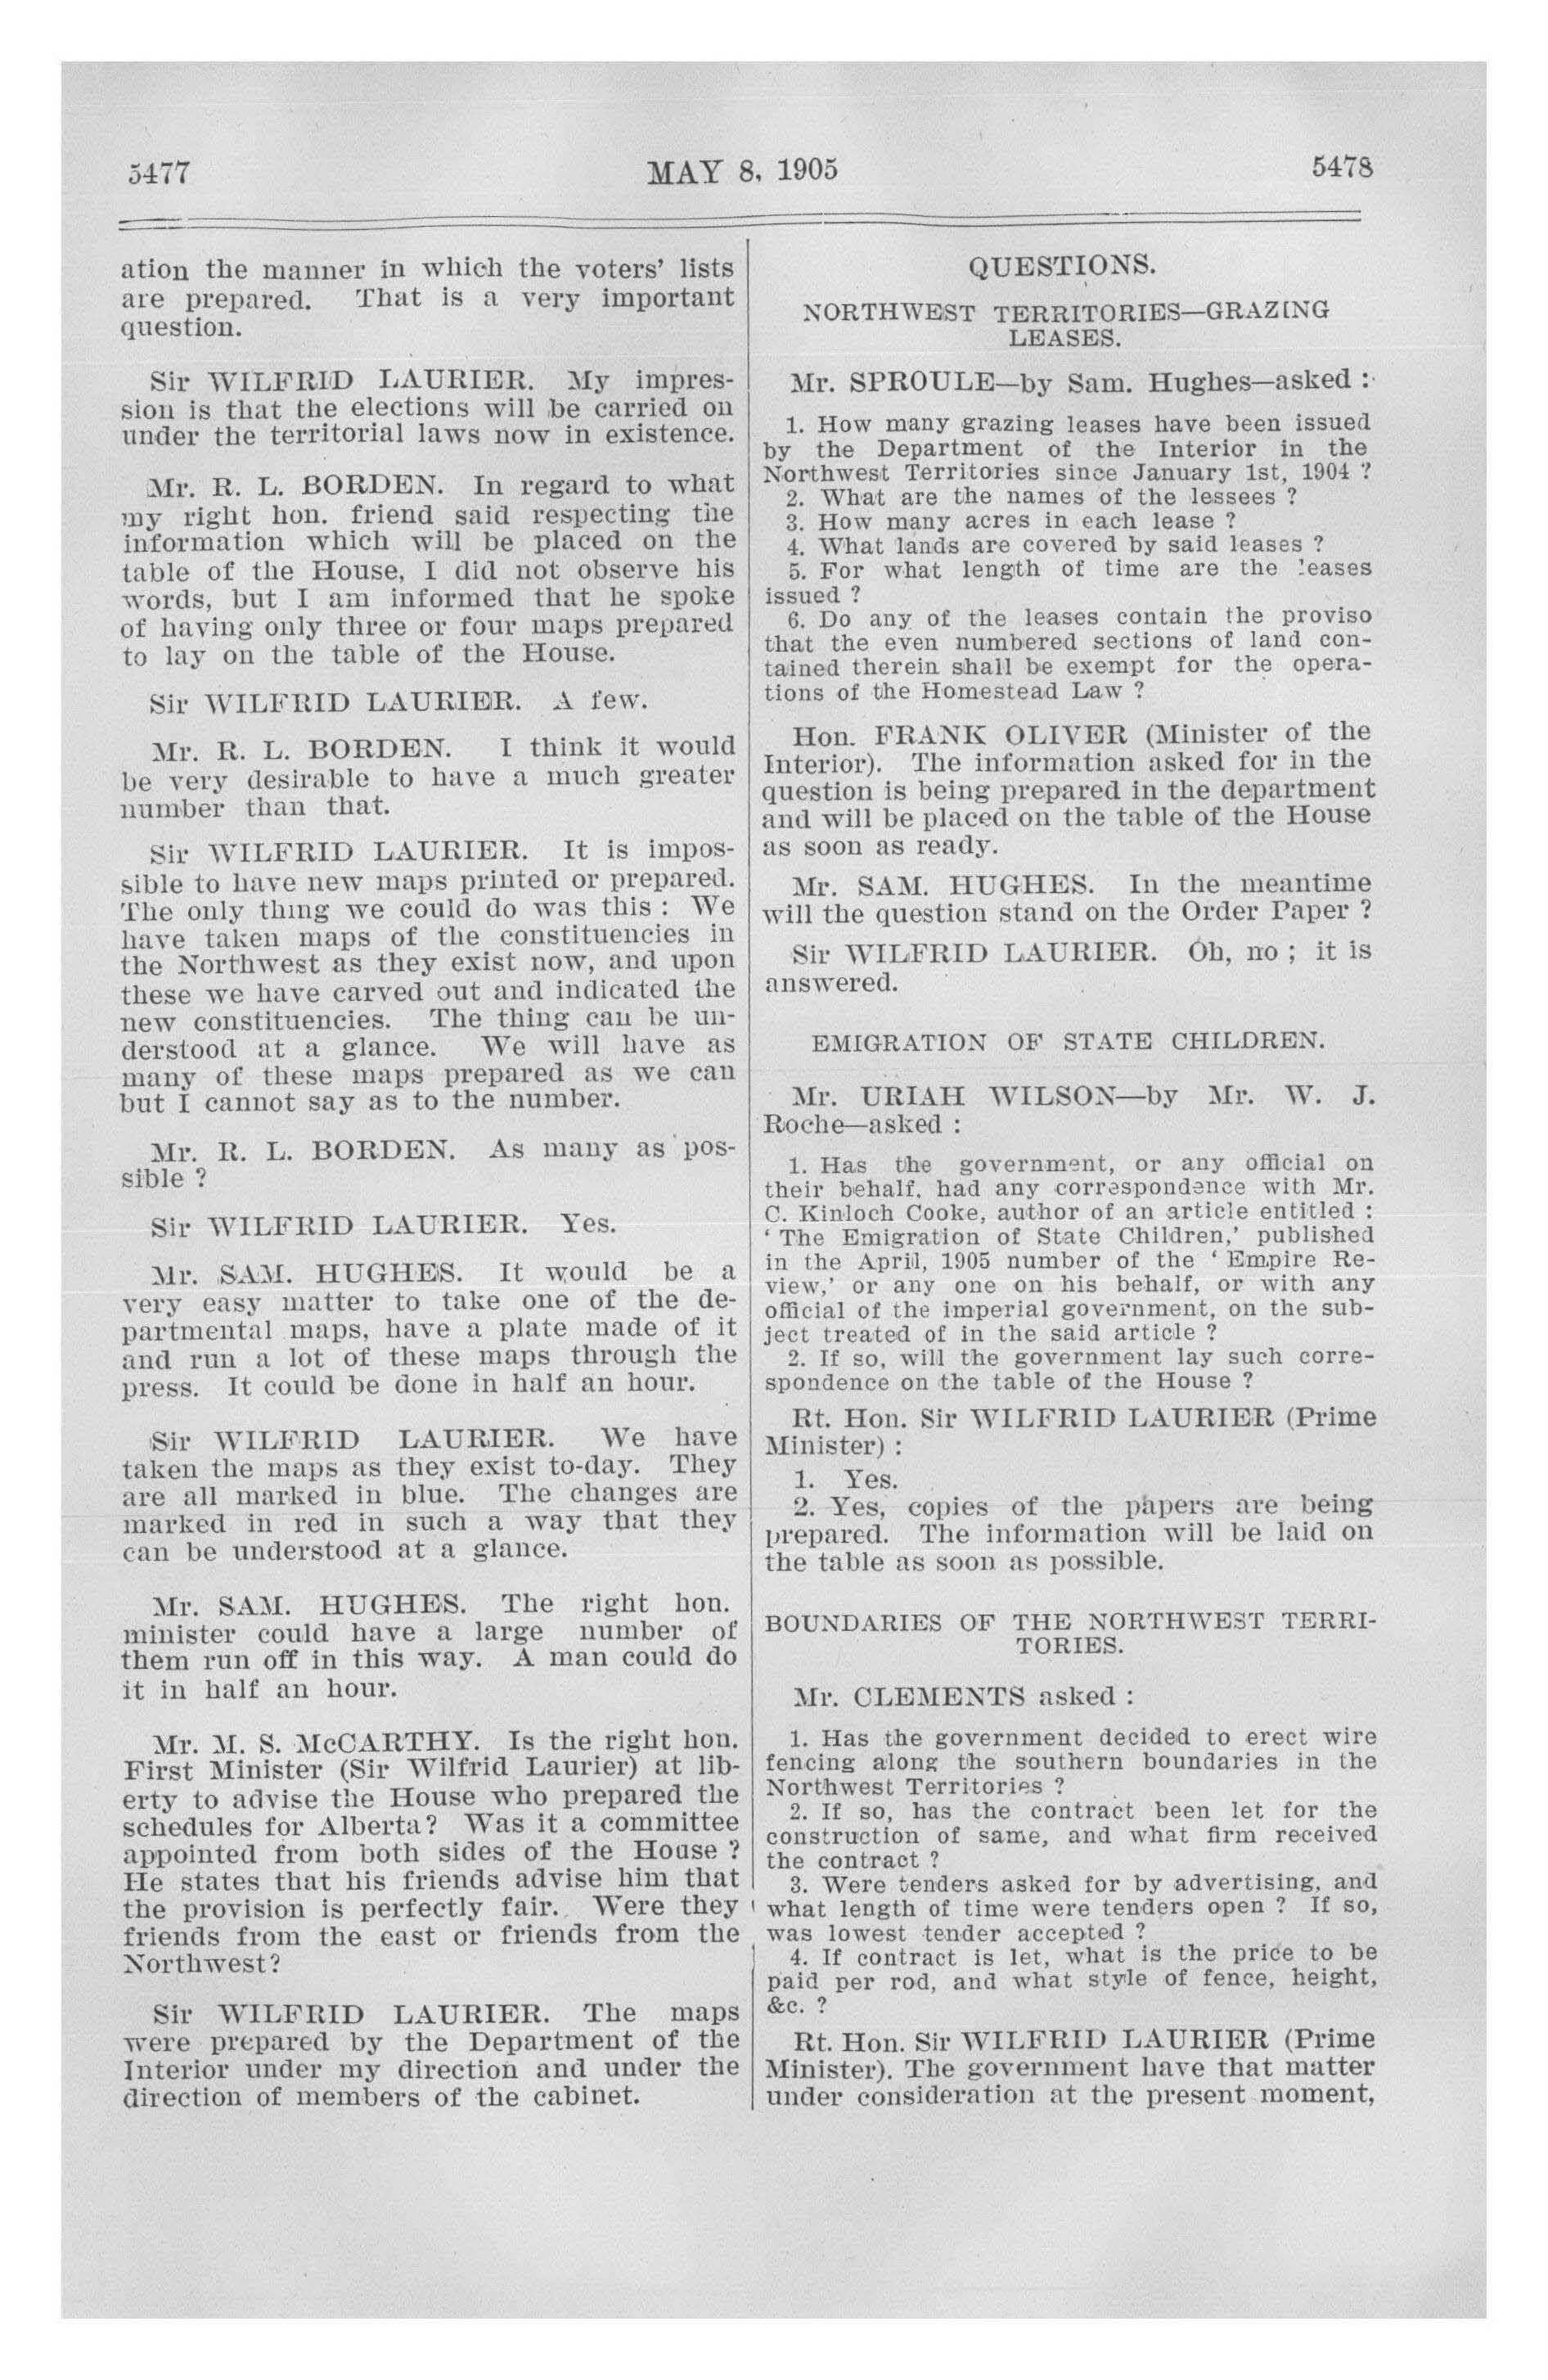 5477
MAY 8, 1905
5478
ation the manner in which the voters' lists
are prepared. That is a very important
question.
Sir WILFRID LAURIER. My impres-
sion is that the elections will be carried on
under the territorial laws now in existence.
Mr. R. L. BORDEN. In regard to what
my right hon. friend said respecting the
information which will be placed on the
table of the House, I did not observe his
words, but I am informed that he spoke
of having only three or four maps prepared
to lay on the table of the House.
Sir WILFRID LAURIER. A few.
Mr. R. L. BORDEN. I think it would
be very desirable to have a much greater
number than that.
Sir WILFRID LAURIER. It is impos-
sible to have new maps printed or prepared.
The only thing we could do was this : We
have taken maps of the constituencies in
the Northwest as they exist now, and upon
these we have carved out and indicated the
new constituencies. The thing can be un-
derstood at a glance. We will have as
many of these maps prepared as we can
but I cannot say as to the number.
Mr. R. L. BORDEN. As many as pos-
sible ?
Sir WILFRID LAURIER. Yes.
Mr. SAM. HUGHES. It would be a
very easy matter to take one of the de-
partmental maps, have a plate made of it
and run a lot of these maps through the
press. It could be done in half an hour.
Sir WILFRID LAURIER. We have
taken the maps as they exist to-day. They
are all marked in blue. The changes are
marked in red in such a way that they
can be understood at a glance.
Mr. SAM. HUGHES. The right hon.
minister could have a large number of
them run off in this way. A man could do
it in half an hour.
Mr. M. S. McCARTHY. Is the right hon.
First Minister (Sir Wilfrid Laurier) at lib-
erty to advise the House who prepared the
schedules for Alberta? Was it a committee
appointed from both sides of the House ?
He states that his friends advise him that
the provision is perfectly fair. Were they
friends from the east or friends from the
Northwest?
Sir WILFRID LAURIER. The maps
were prepared by the Department of the
Interior under my direction and under the
direction of members of the cabinet.
QUESTIONS.
NORTHWEST TERRITORIES—GRAZING
LEASES.
Mr. SPROULE—by Sam. Hughes—asked :
1. How many grazing leases have been issued
by the Department of the Interior in the
Northwest Territories since January 1st, 1904 ?
2. What are the names of the lessees ?
3. How many acres in each lease ?
4. What lands are covered by said leases ?
5. For what length of time are the leases
issued ?
6. Do any of the leases contain the proviso
that the even numbered sections of land con-
tained therein shall be exempt for the opera-
tions of the Homestead Law ?
Hon. FRANK OLIVER (Minister of the
Interior). The information asked for in the
question is being prepared in the department
and will be placed on the table of the House
as soon as ready.
Mr. SAM. HUGHES. In the meantime
will the question stand on the Order Paper ?
Sir WILFRID LAURIER. Oh, no ; it is
answered.
EMIGRATION OF STATE CHILDREN.
Mr. URIAH WILSON—by Mr. W. J.
Roche—asked :
1. Has the government, or any official on
their behalf, had any correspondence with Mr.
C. Kinloch Cooke, author of an article entitled :
' The Emigration of State Children,' published
in the April, 1905 number of the ' Empire Re-
view,' or any one on his behalf, or with any
official of the imperial government, on the sub-
ject treated of in the said article ?
2. If so, will the government lay such corre-
spondence on the table of the House ?
Rt. Hon. Sir WILFRID LAURIER (Prime
Minister) :
1. Yes.
2. Yes, copies of the papers are being
prepared. The information will be laid on
the table as soon as possible.
BOUNDARIES OF THE NORTHWEST TERRI-
TORIES.
Mr. CLEMENTS asked :
1. Has the government decided to erect wire
fencing along the southern boundaries in the
Northwest Territories ?
2. If so, has the contract been let for the
construction of same, and what firm received
the contract ?
3. Were tenders asked for by advertising, and
what length of time were tenders open ? If so,
was lowest tender accepted ?
4. If contract is let, what is the price to be
paid per rod, and what style of fence, height,
&c. ?
Rt. Hon. Sir WILFRID LAURIER (Prime
Minister). The government have that matter
under consideration at the present moment,